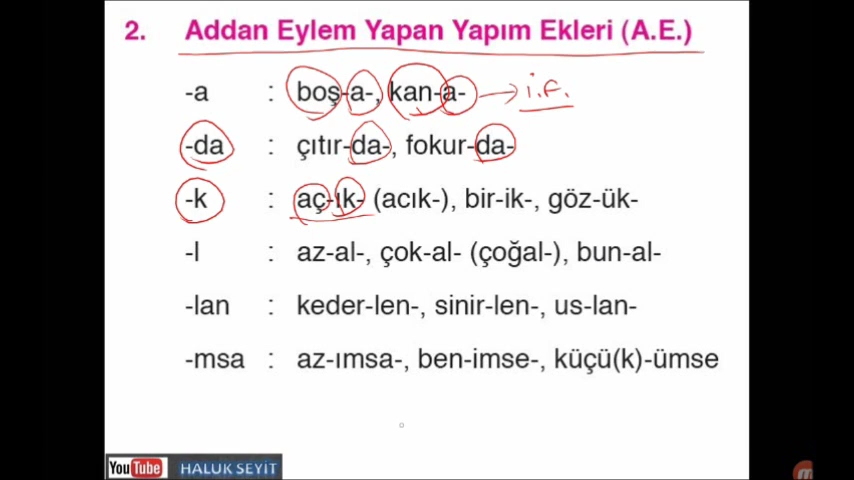 2. Addan Eylem Yapan Yapım Ekleri (A.E.)
-a : boş-a-, kan-a- i.f.
-da : çıtır-da-, fokur-da-
-k : aç-ık- (acık-), bir-ik-, göz-ük-
-l : az-al-, çok-al- (çoğal-), bun-al-
-lan : keder-len-, sinir-len-, us-lan-
-msa : az-ımsa-, ben-imse-, küçü(k)-ümse
YouTube HALUK SEYİT